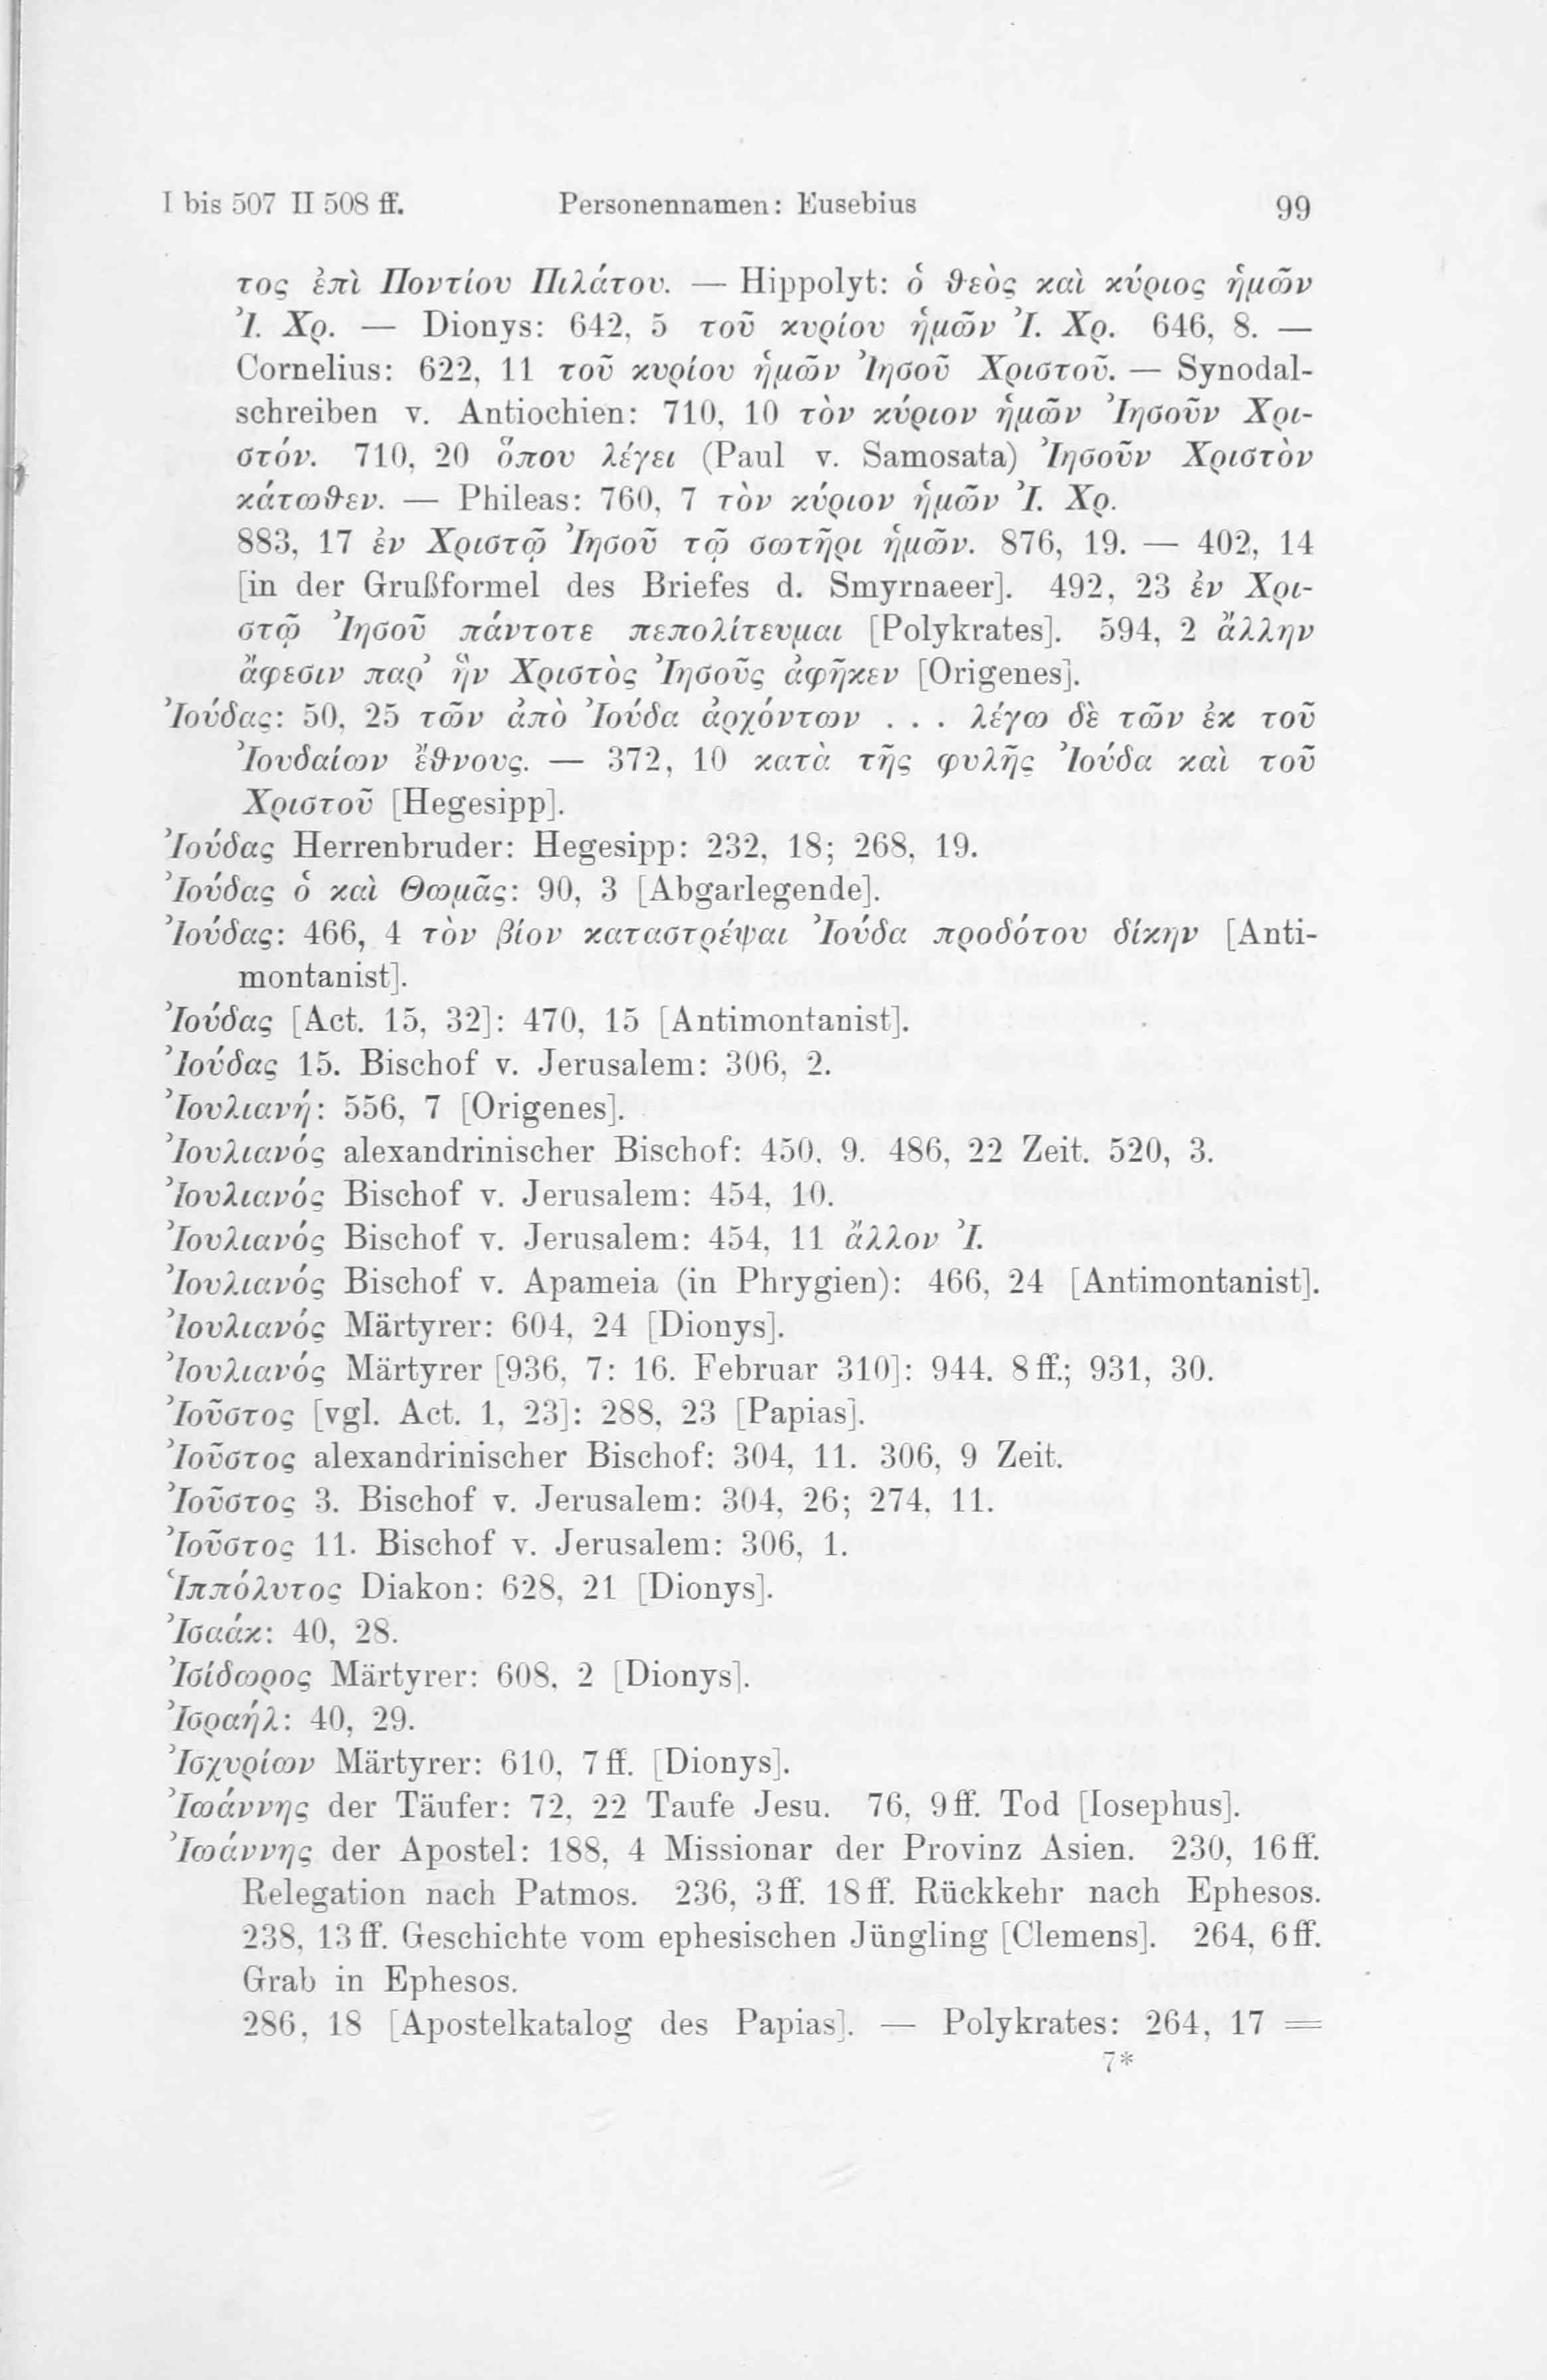 I bis 507 II 508 ff. Personennamen: Eusebius 99
τος ἐπὶ Ποντίου Πιλάτου. — Hippolyt: ὁ θεὸς καὶ κύριος ἡμῶν
Ἰ. Χρ. — Dionys: 642, 5 τοῦ κυρίου ἡμῶν Ἰ. Χρ. 646, 8. —
Cornelius: 622, 11 τοῦ κυρίου ἡμῶν Ἰησοῦ Χριστοῦ. — Synodal-
schreiben v. Antiochien: 710, 10 τὸν κύριον ἡμῶν Ἰησοῦν Χρι-
στόν. 710, 20 ὅπου λέγει (Paul v. Samosata) Ἰησοῦν Χριστὸν
κάτωθεν. — Phileas: 760, 7 τὸν κύριον ἡμῶν Ἰ. Χρ.
883, 17 ἐν Χριστῷ Ἰησοῦ τῷ σωτῆρι ἡμῶν. 876, 19. — 402, 14
[in der Grußformel des Briefes d. Smyrnaeer]. 492, 23 ἐν Χρι-
στῷ Ἰησοῦ πάντοτε πεπολίτευμαι [Polykrates]. 594, 2 ἄλλην
ἄφεσιν παρ’ ἣν Χριστὸς Ἰησοῦς ἀφῆκεν [Origenes].
Ἰούδας: 50, 25 τῶν ἀπὸ Ἰούδα ἀρχόντων . . . λέγω δὲ τῶν ἐκ τοῦ
Ἰουδαίων ἔθνους. — 372, 10 κατὰ τῆς φυλῆς Ἰούδα καὶ τοῦ
Χριστοῦ [Hegesipp].
Ἰούδας Herrenbruder: Hegesipp: 232, 18; 268, 19.
Ἰούδας ὁ καὶ Θωμᾶς: 90, 3 [Abgarlegende].
Ἰούδας: 466, 4 τὸν βίον καταστρέψαι Ἰούδα προδότου δίκην [Anti-
montanist].
Ἰούδας [Act. 15, 32]: 470, 15 [Antimontanist].
Ἰούδας 15. Bischof v. Jerusalem: 306, 2.
Ἰουλιανή: 556, 7 [Origenes].
Ἰουλιανός alexandrinischer Bischof: 450, 9. 486, 22 Zeit. 520, 3.
Ἰουλιανός Bischof v. Jerusalem: 454, 10.
Ἰουλιανός Bischof v. Jerusalem: 454, 11 ἄλλον Ἰ.
Ἰουλιανός Bischof v. Apameia (in Phrygien): 466, 24 [Antimontanist].
Ἰουλιανός Märtyrer: 604, 24 [Dionys].
Ἰουλιανός Märtyrer [936, 7: 16. Februar 310]: 944, 8 ff.; 931, 30.
Ἰοῦστος [vgl. Act. 1, 23]: 288, 23 [Papias].
Ἰοῦστος alexandrinischer Bischof: 304, 11. 306, 9 Zeit.
Ἰοῦστος 3. Bischof v. Jerusalem: 304, 26; 274, 11.
Ἰοῦστος 11. Bischof v. Jerusalem: 306, 1.
Ἱππόλυτος Diakon: 628, 21 [Dionys].
Ἰσαάκ: 40, 28.
Ἰσίδωρος Märtyrer: 608, 2 [Dionys].
Ἰσραήλ: 40, 29.
Ἰσχυρίων Märtyrer: 610, 7 ff. [Dionys].
Ἰωάννης der Täufer: 72, 22 Taufe Jesu. 76, 9 ff. Tod [Iosephus].
Ἰωάννης der Apostel: 188, 4 Missionar der Provinz Asien. 230, 16 ff.
Relegation nach Patmos. 236, 3 ff. 18 ff. Rückkehr nach Ephesos.
238, 13 ff. Geschichte vom ephesischen Jüngling [Clemens]. 264, 6 ff.
Grab in Ephesos.
286, 18 [Apostelkatalog des Papias]. — Polykrates: 264, 17 =
7*